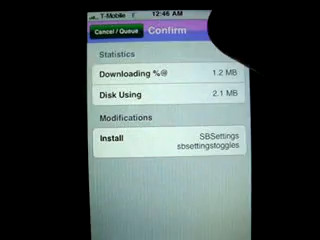 T-Mobile 12:46 AM
Cancel / Queue Confirm
Statistics
Downloading %@ 1.2 MB
Disk Using 2.1 MB
Modifications
Install SBSettings
sbsettingstoggles